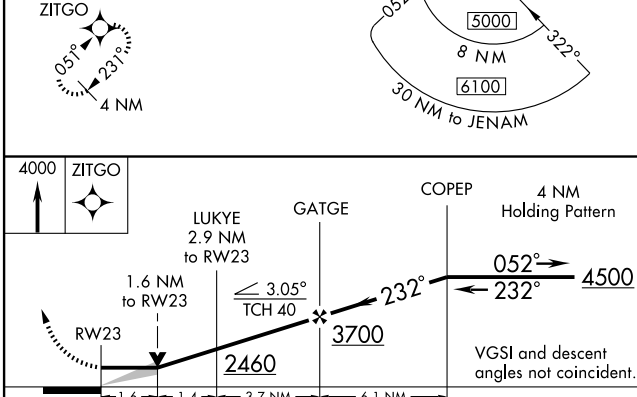 ZITGO
051°
231°
4 NM
052
5000
322°
8 NM
6100
30 NM to JENAM
4000
ZITGO
COPEP
4 NM
Holding Pattern
GATGE
LUKYE
2.9 NM
to RW23
1.6 NM
to RW23
3.05°
TCH 40
232°
052°
232°
4500
RW23
3700
2460
VGSI and descent
angles not coincident.
1.6
1.4
3.7 NM
6.1 NM